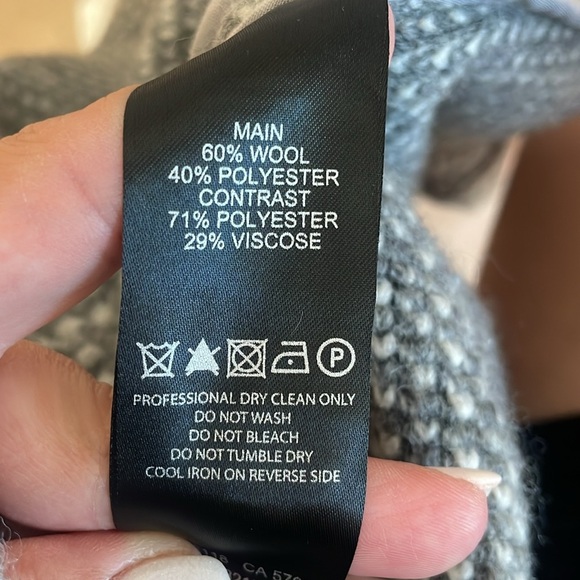 MAIN
60% WOOL
40% POLYESTER
CONTRAST
71% POLYESTER
29% VISCOSE
P
PROFESSIONAL DRY CLEAN ONLY
DO NOT WASH
DO NOT BLEACH
DO NOT TUMBLE DRY
COOL IRON ON REVERSE SIDE
CA